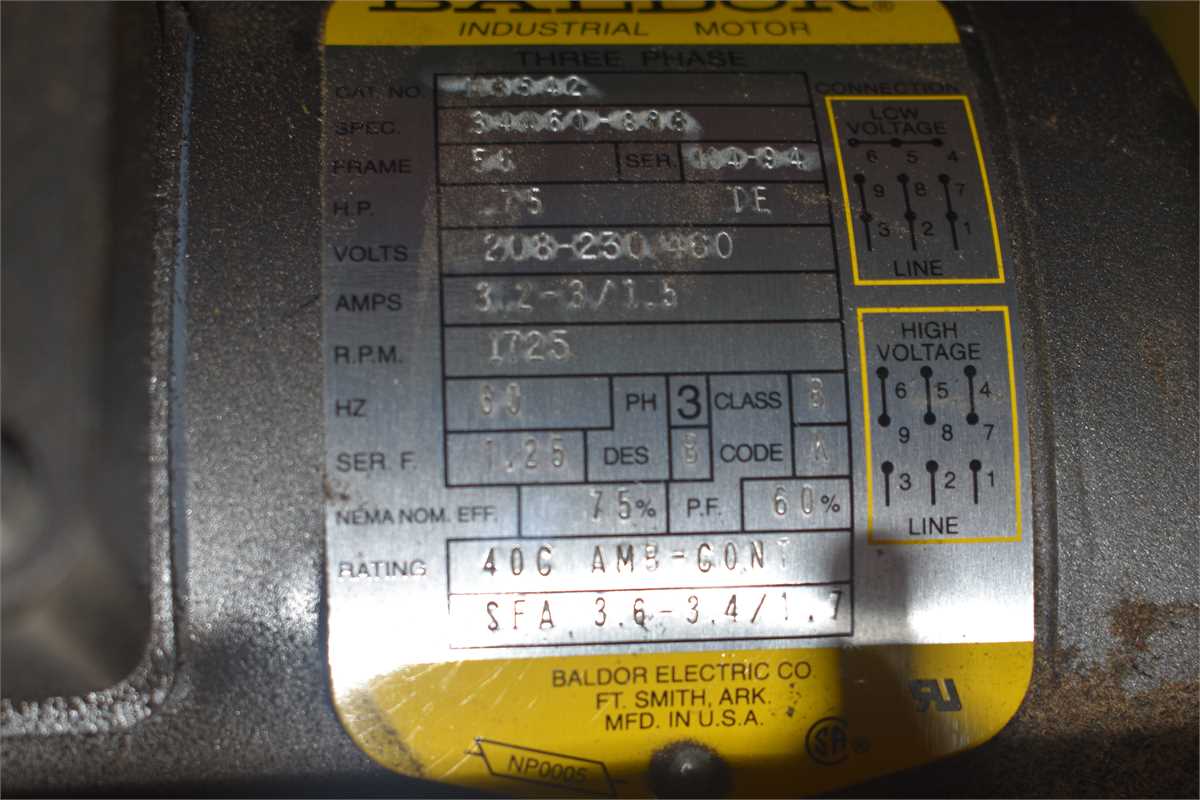 BALDOR®
INDUSTRIAL MOTOR
THREE PHASE
CAT NO.
SPEC.
FRAME 56 SER.
H.P. .75 DE
VOLTS 208-230/460
AMPS 3.2-3/1.5
R.P.M. 1725
HZ 60 PH 3 CLASS B
SER. F. 1.25 DES B CODE K
NEMA NOM. EFF. 75% P.F. 60%
RATING 40C AMB-CONT
SFA 3.6-3.4/1.7
CONNECTION
LOW
VOLTAGE
6 5 4
9 8 7
3 2 1
LINE
HIGH
VOLTAGE
6 5 4
9 8 7
3 2 1
LINE
BALDOR ELECTRIC CO
FT. SMITH, ARK.
MFD. IN U.S.A.
NP0005
SA®